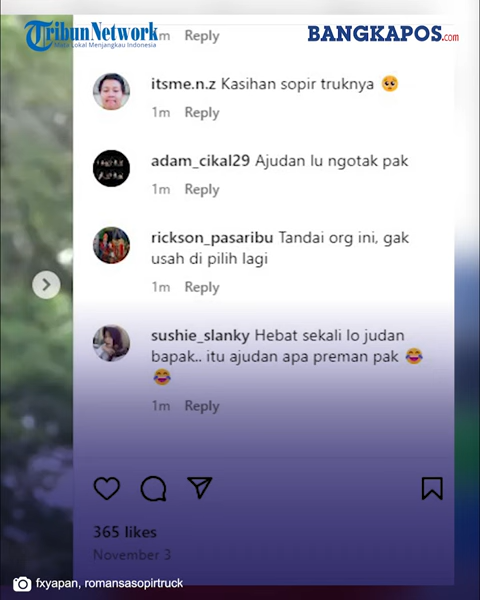 Tribun Network
Mata Lokal Menjangkau Indonesia
BANGKAPOS.com
m Reply
itsme.n.z Kasihan sopir truknya 🥺
1m Reply
adam_cikal29 Ajudan lu ngotak pak
1m Reply
rickson_pasaribu Tandai org ini, gak
usah di pilih lagi
1m Reply
sushie_slanky Hebat sekali lo judan
bapak.. itu ajudan apa preman pak 😂
😂
1m Reply
365 likes
November 3
fxyapan, romansasopirtruck